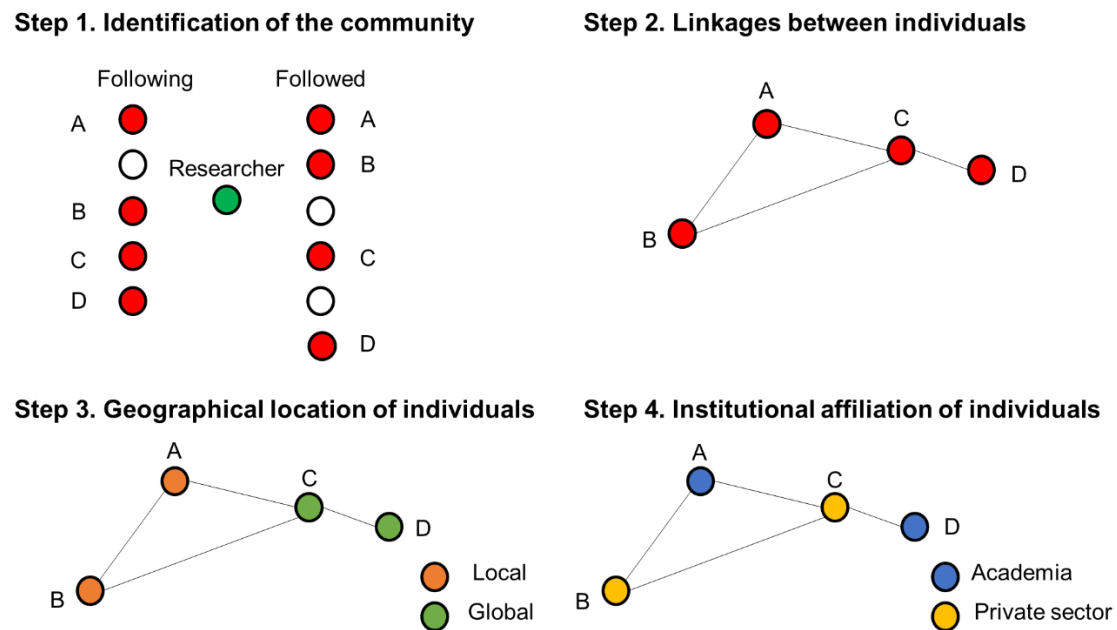 Step 1. Identification of the community
Following
Followed
A
A
B
Researcher
B
C
C
D
D
Step 2. Linkages between individuals
A
C
D
B
Step 3. Geographical location of individuals
A
C
D
B
Local
Global
Step 4. Institutional affiliation of individuals
A
C
D
B
Academia
Private sector